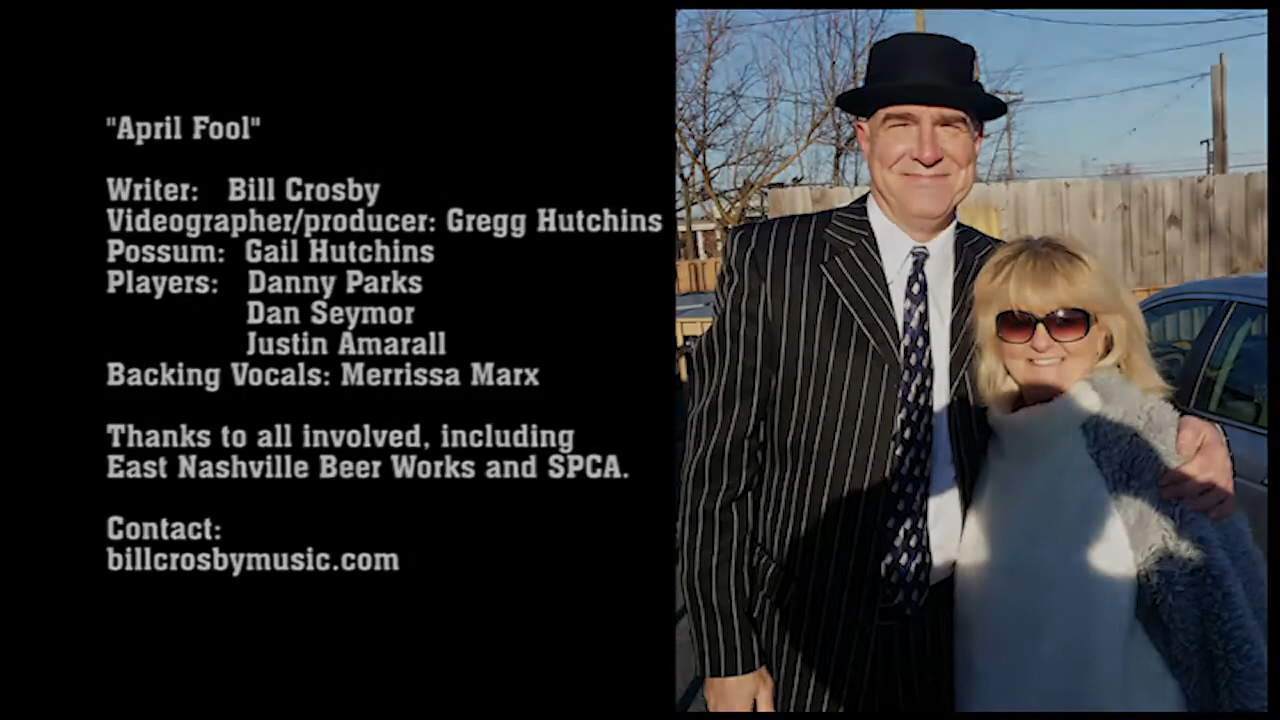 "April Fool"
Writer: Bill Crosby
Videographer/producer: Gregg Hutchins
Possum: Gail Hutchins
Players: Danny Parks
Dan Seymor
Justin Amarall
Backing Vocals: Merrissa Marx
Thanks to all involved, including
East Nashville Beer Works and SPCA.
Contact:
billcrosbymusic.com